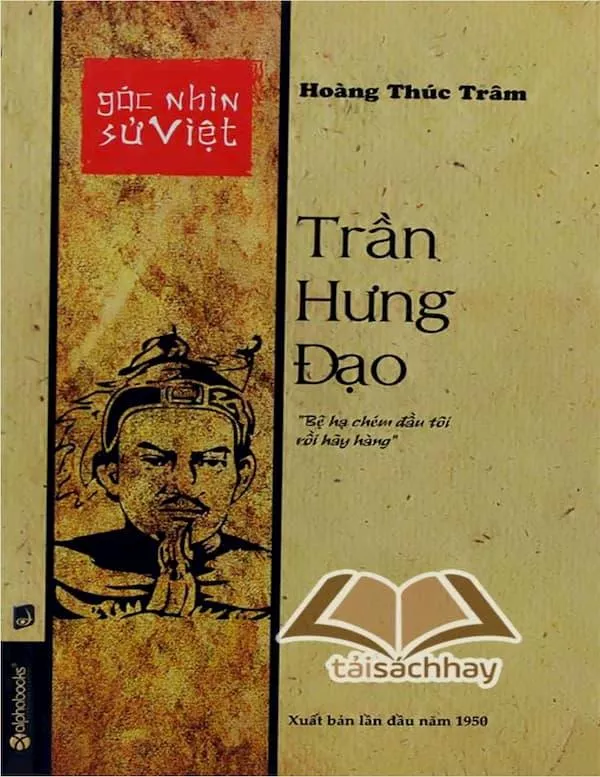 góc nhìn
sử Việt
Hoàng Thúc Trâm
Trần
Hưng
Đạo
"Bệ hạ chém đầu tôi
rồi hãy hàng"
tảisáchhay
Xuất bản lần đầu năm 1950
alphabooks®